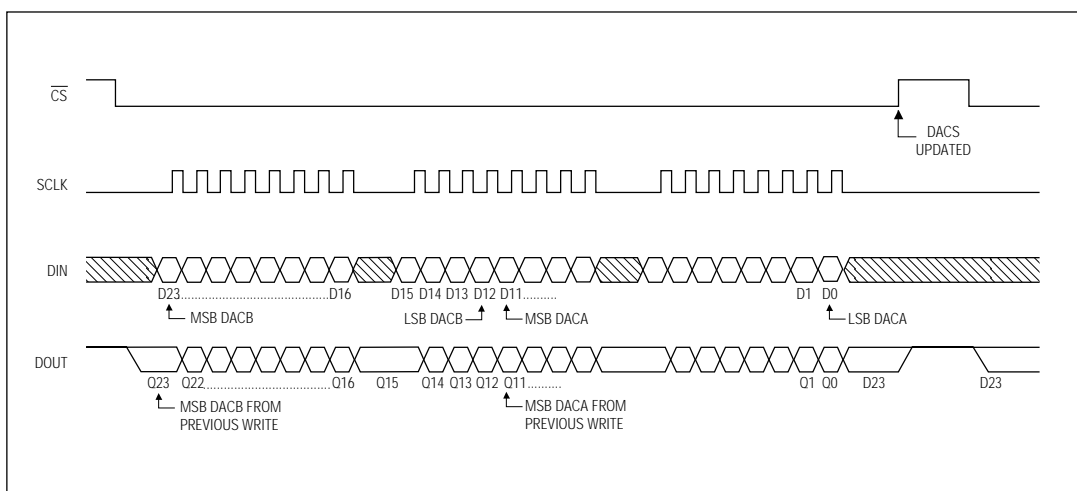 CS
DACS
UPDATED
SCLK
DIN
D23......................................D16 D15 D14 D13 D12 D11.......... D1 D0
MSB DACB LSB DACB MSB DACA LSB DACA
DOUT
Q23 Q22..................................Q16 Q15 Q14 Q13 Q12 Q11.......... Q1 Q0 D23 D23
MSB DACB FROM
PREVIOUS WRITE
MSB DACA FROM
PREVIOUS WRITE